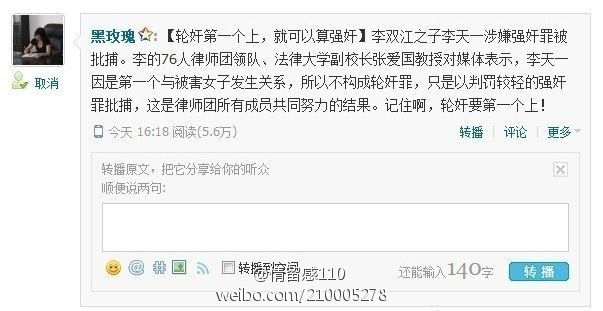 黑玫瑰:【轮奸第一个上，就可以算强奸】李双江之子李天一涉嫌强奸罪被
批捕。李的76人律师团领队、法律大学副校长张爱国教授对媒体表示，李天一
因是第一个与被害女子发生关系，所以不构成轮奸罪，只是以判罚较轻的强奸
罪批捕，这是律师团所有成员共同努力的结果。记住啊，轮奸要第一个上！
取消
今天 16:18 阅读(5.6万)
转播 评论 更多
转播原文，把它分享给你的听众
顺便说两句:
转播到空间
还能输入140字
转 播
@情留感110
weibo.com/210005278